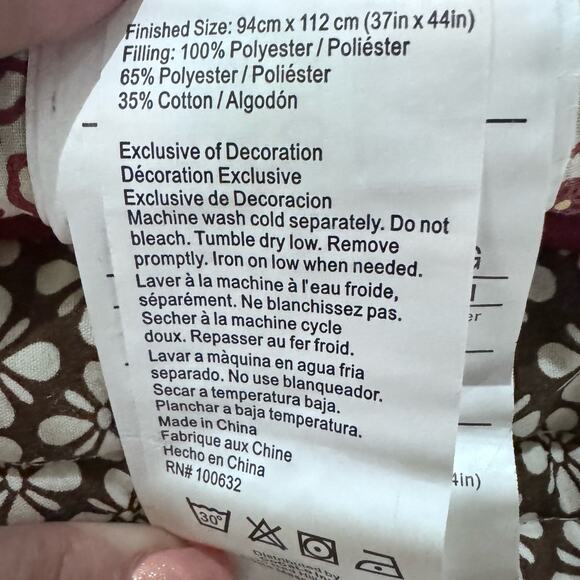 Finished Size: 94cm x 112 cm (37in x 44in)
Filling: 100% Polyester / Poliéster
65% Polyester / Poliéster
35% Cotton / Algodón
Exclusive of Decoration
Décoration Exclusive
Exclusive de Decoracion
Machine wash cold separately. Do not
bleach. Tumble dry low. Remove
promptly. Iron on low when needed.
Laver à la machine à l'eau froide,
séparément. Ne blanchissez pas.
Secher à la machine cycle
doux. Repasser au fer froid.
Lavar a màquina en agua fria
separado. No use blanqueador.
Secar a temperatura baja.
Planchar a baja temperatura.
Made in China
Fabrique aux Chine
Hecho en China
RN# 100632
30°
Distributed by
4in)